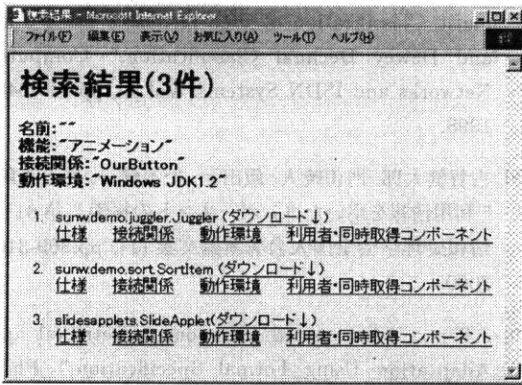 検索結果 - Microsoft Internet Explorer
ファイル(F) 編集(E) 表示(V) お気に入り(A) ツール(T) ヘルプ(H)
検索結果(3件)
名前:""
機能:"アニメーション"
接続関係:"OurButton"
動作環境:"Windows JDK1.2"
1. sunw.demo.juggler.Juggler (ダウンロード↓)
仕様 接続関係 動作環境 利用者・同時取得コンポーネント
2. sunw.demo.sort.SortItem (ダウンロード↓)
仕様 接続関係 動作環境 利用者・同時取得コンポーネント
3. slidesapplets.SlideApplet(ダウンロード↓)
仕様 接続関係 動作環境 利用者・同時取得コンポーネント